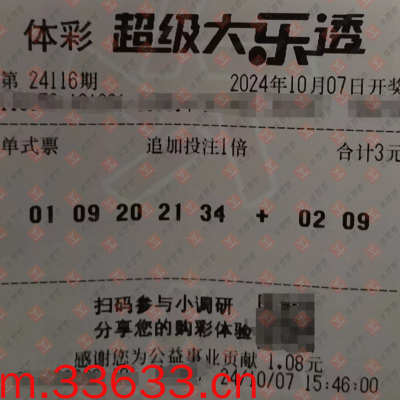 体彩 超级大乐透
第 24116期 2024年10月07日开奖
单式票 追加投注1倍 合计3元
01 09 20 21 34 + 02 09
扫码参与小调研
分享您的购彩体验
感谢您为公益事业贡献 1.08元
24/10/07 15:46:00
m.33633.cn